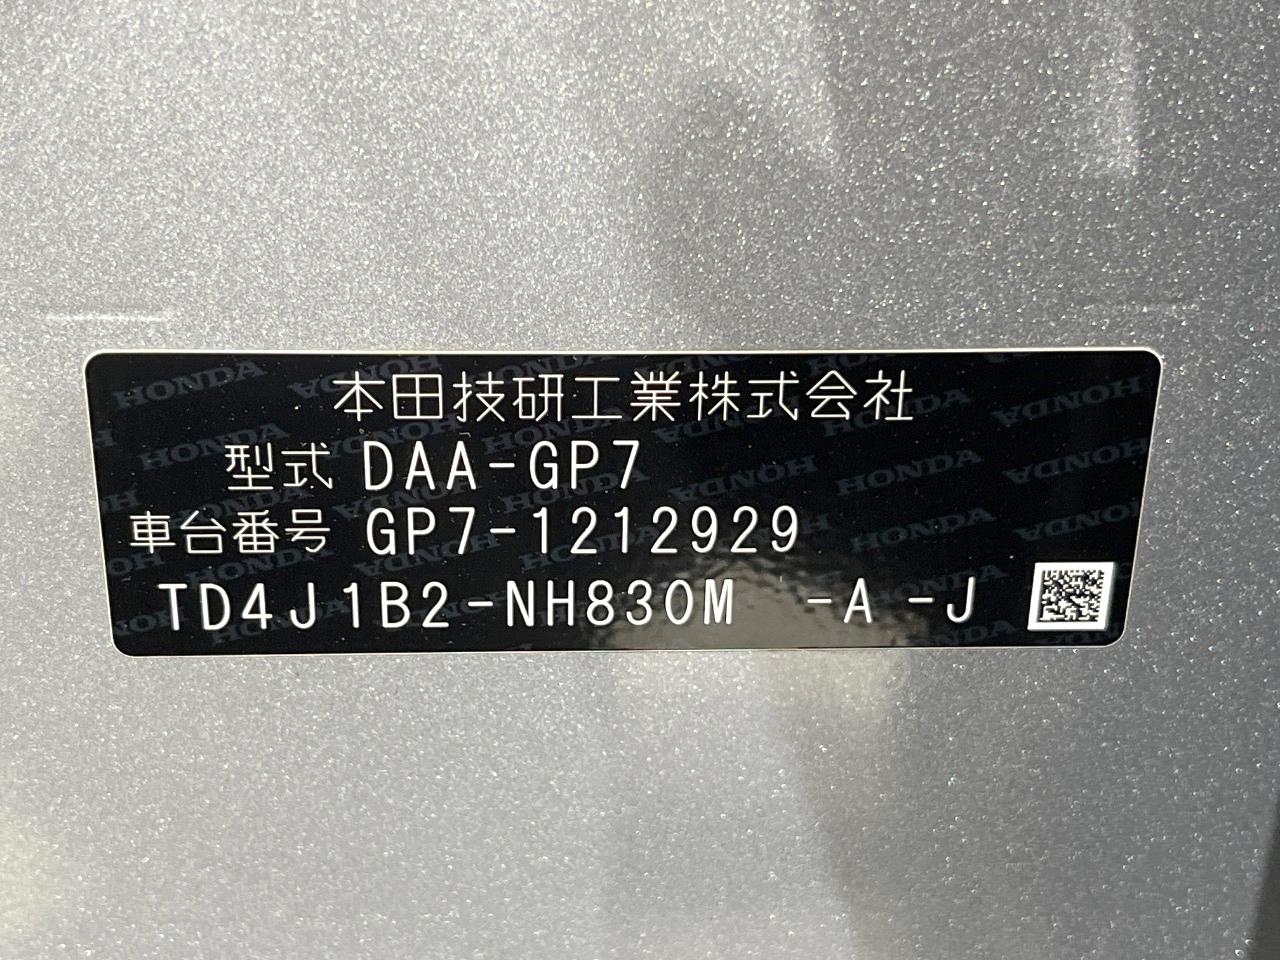 本田技研工業株式会社
型式 DAA-GP7
車台番号 GP7-1212929
TD4J1B2-NH830M -A -J